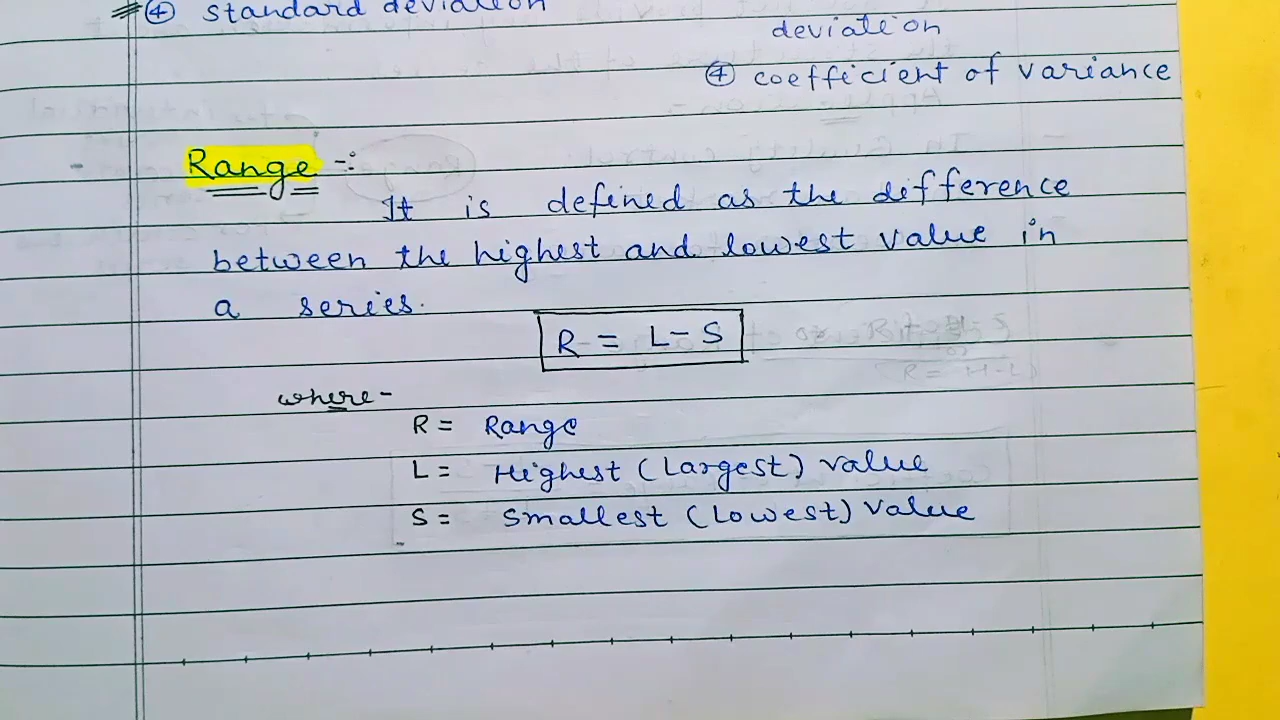 ④ standard deviation
deviation
④ coefficient of variance
Range -:
It is defined as the difference
between the highest and lowest value in
a series.
R = L - S
where -
R = Range
L = Highest (Largest) value
S = Smallest (Lowest) value